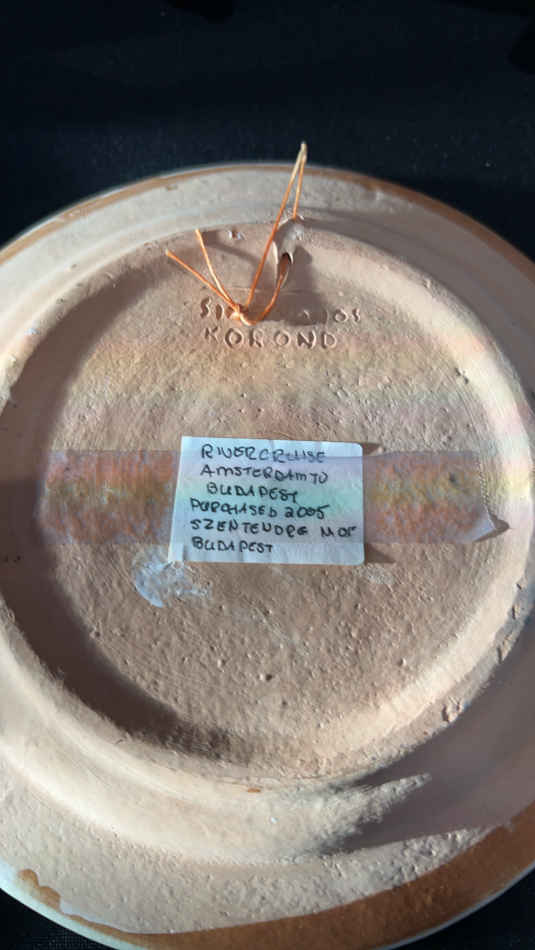 KOROND
RIVERCRUISE
AMSTERDAM TO
BUDAPEST
PURCHASED 2005
SZENTENDRE N OF
BUDAPEST